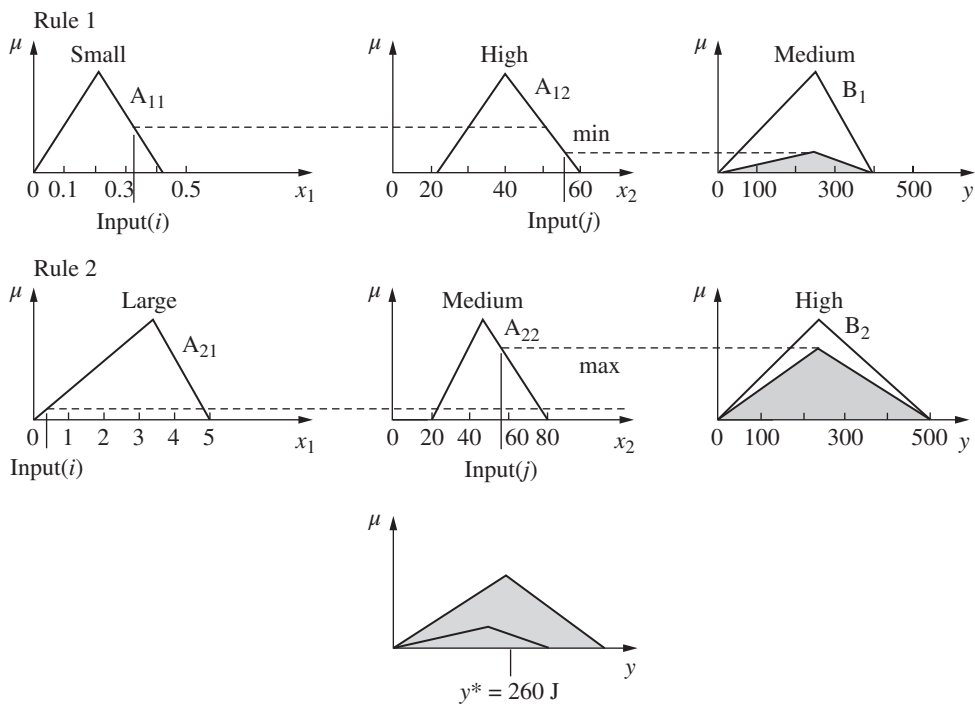 Rule 1
μ Small A₁₁
0 0.1 0.3 0.5 x₁
Input(i)
μ High A₁₂
min
0 20 40 60 x₂
Input(j)
μ Medium B₁
0 100 300 500 y
Rule 2
μ Large A₂₁
0 1 2 3 4 5 x₁
Input(i)
μ Medium A₂₂
max
0 20 40 60 80 x₂
Input(j)
μ High B₂
0 100 300 500 y
μ
y
y* = 260 J